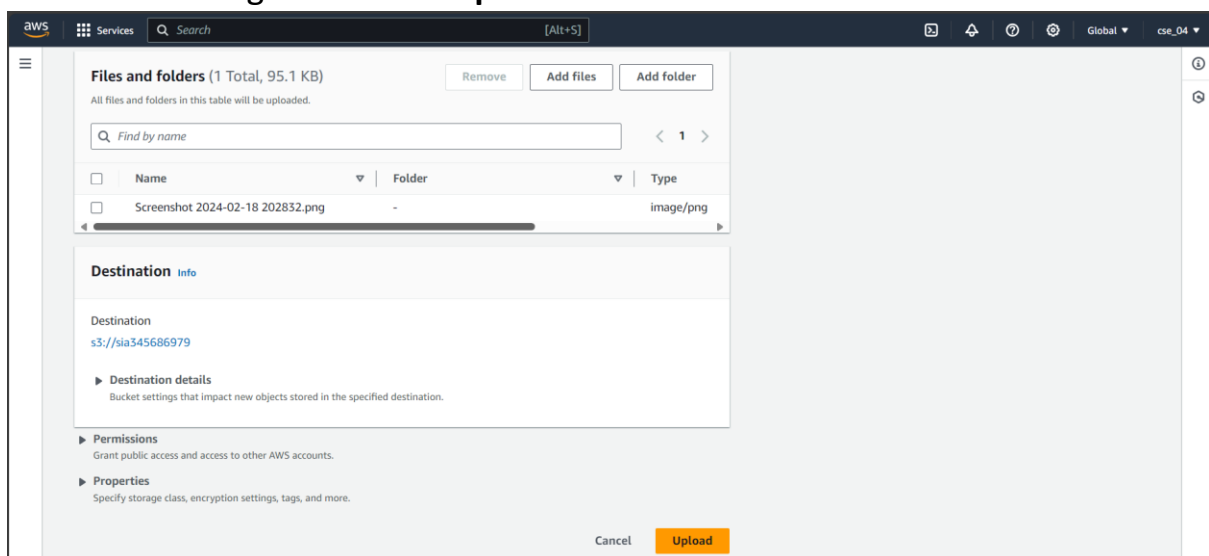 aws Services Search [Alt+S] Global cse_04
Files and folders (1 Total, 95.1 KB) Remove Add files Add folder
All files and folders in this table will be uploaded.
Find by name 1
Name Folder Type
Screenshot 2024-02-18 202832.png - image/png
Destination Info
Destination
s3://sia345686979
Destination details
Bucket settings that impact new objects stored in the specified destination.
Permissions
Grant public access and access to other AWS accounts.
Properties
Specify storage class, encryption settings, tags, and more.
Cancel Upload